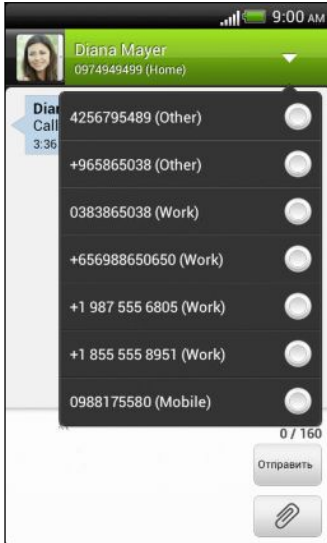 9:00 AM
Diana Mayer
0974949499 (Home)
Diar
Call
3:36
4256795489 (Other)
+965865038 (Other)
0383865038 (Work)
+656988650650 (Work)
+1 987 555 6805 (Work)
+1 855 555 8951 (Work)
0988175580 (Mobile)
0 / 160
Отправить